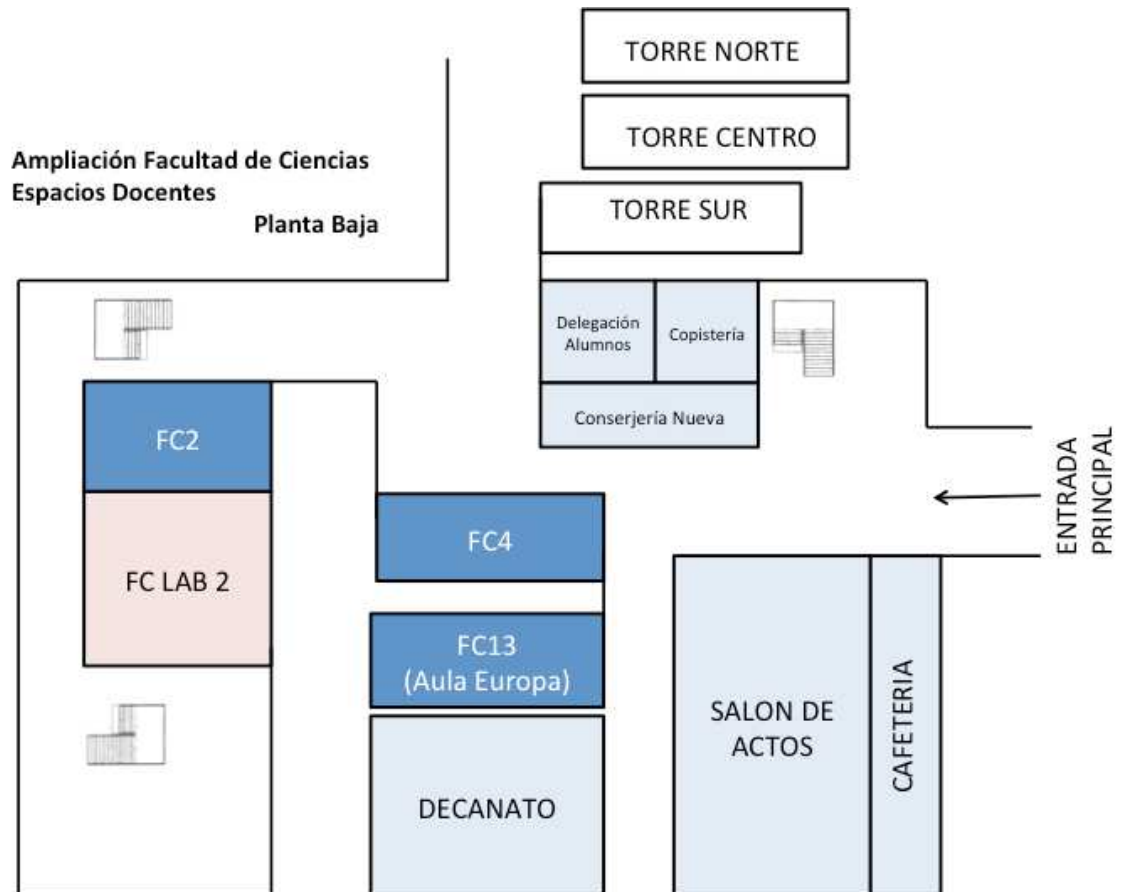 TORRE NORTE
TORRE CENTRO
Ampliación Facultad de Ciencias
Espacios Docentes
Planta Baja
TORRE SUR
Delegación
Alumnos
Copistería
Conserjería Nueva
FC2
FC LAB 2
FC4
FC13
(Aula Europa)
DECANATO
SALON DE
ACTOS
CAFETERIA
ENTRADA
PRINCIPAL